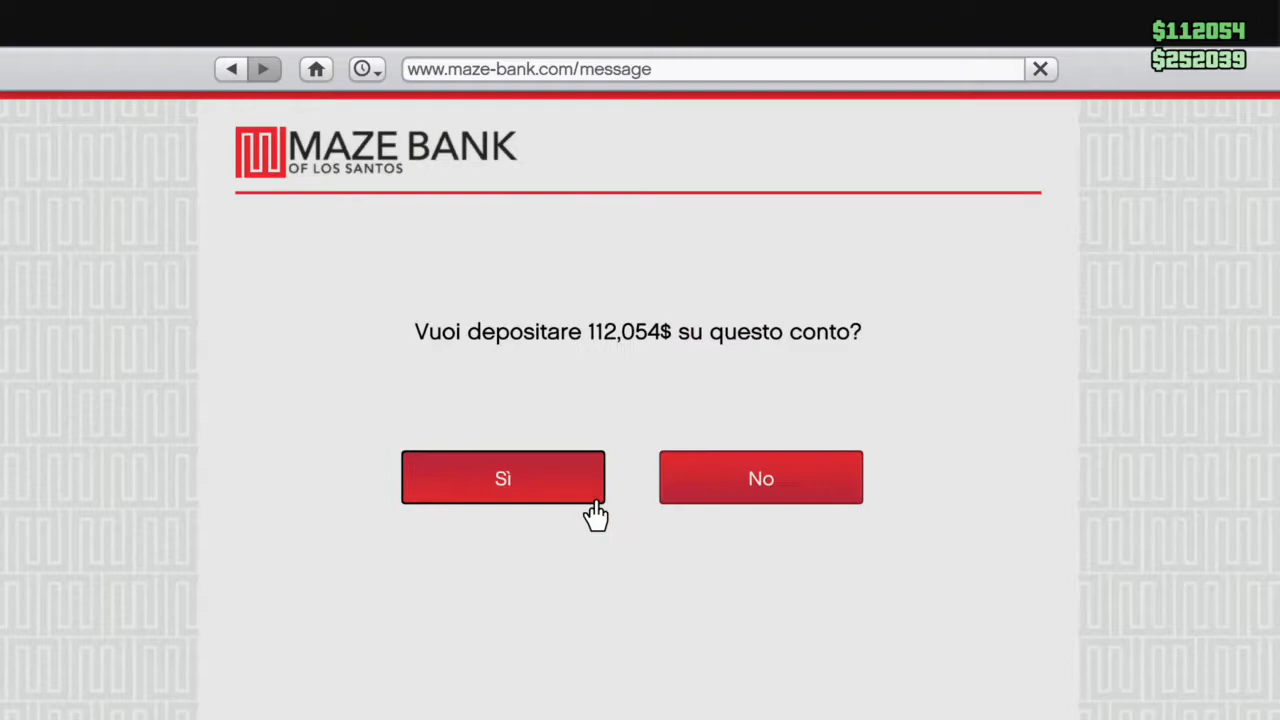 $112054
$252039
www.maze-bank.com/message
MAZE BANK
OF LOS SANTOS
Vuoi depositare 112,054$ su questo conto?
Sì
No